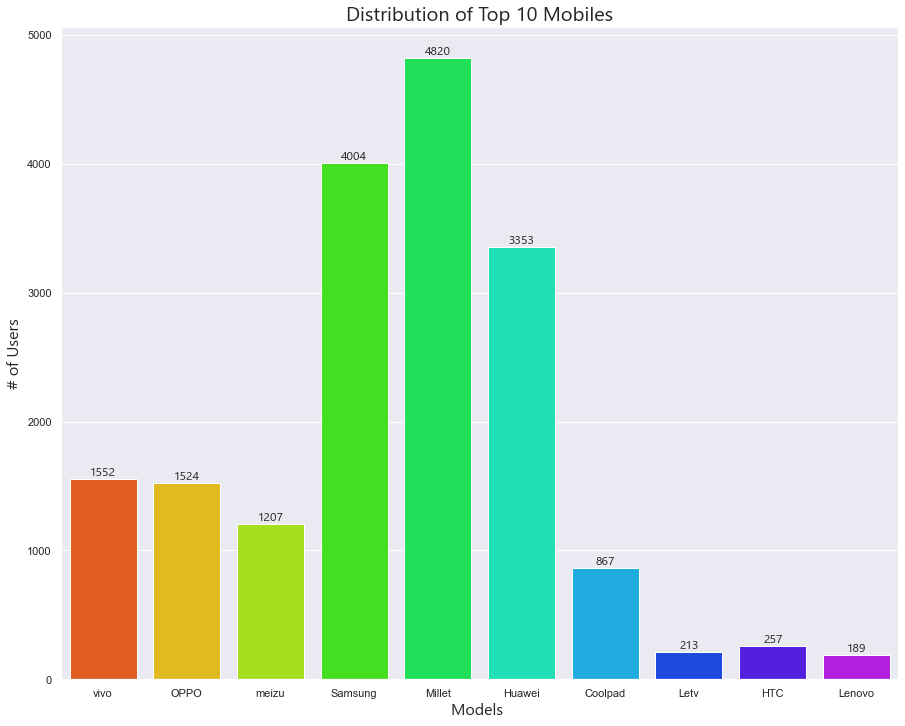 Distribution of Top 10 Mobiles
# of Users
5000
4000
3000
2000
1000
0
1552
1524
1207
4004
4820
3353
867
213
257
189
vivo
OPPO
meizu
Samsung
Millet
Huawei
Coolpad
Letv
HTC
Lenovo
Models